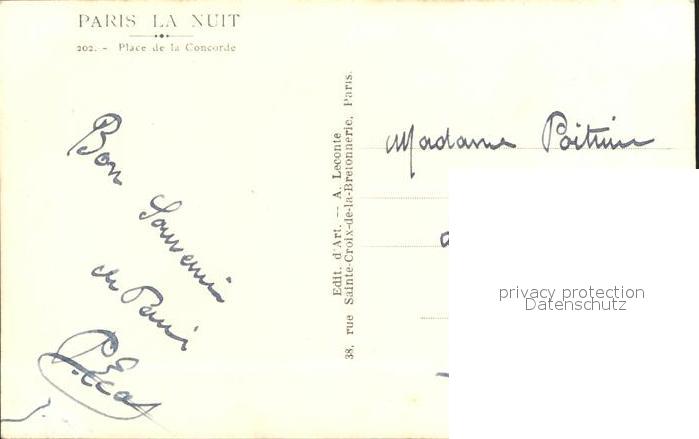 PARIS LA NUIT
202. - Place de la Concorde
Bon
Souvenir
de Paris
Edit. d'Art. — A. Leconte
38, rue Sainte-Croix-de-la-Bretonnerie, Paris.
Madame
privacy protection
Datenschutz